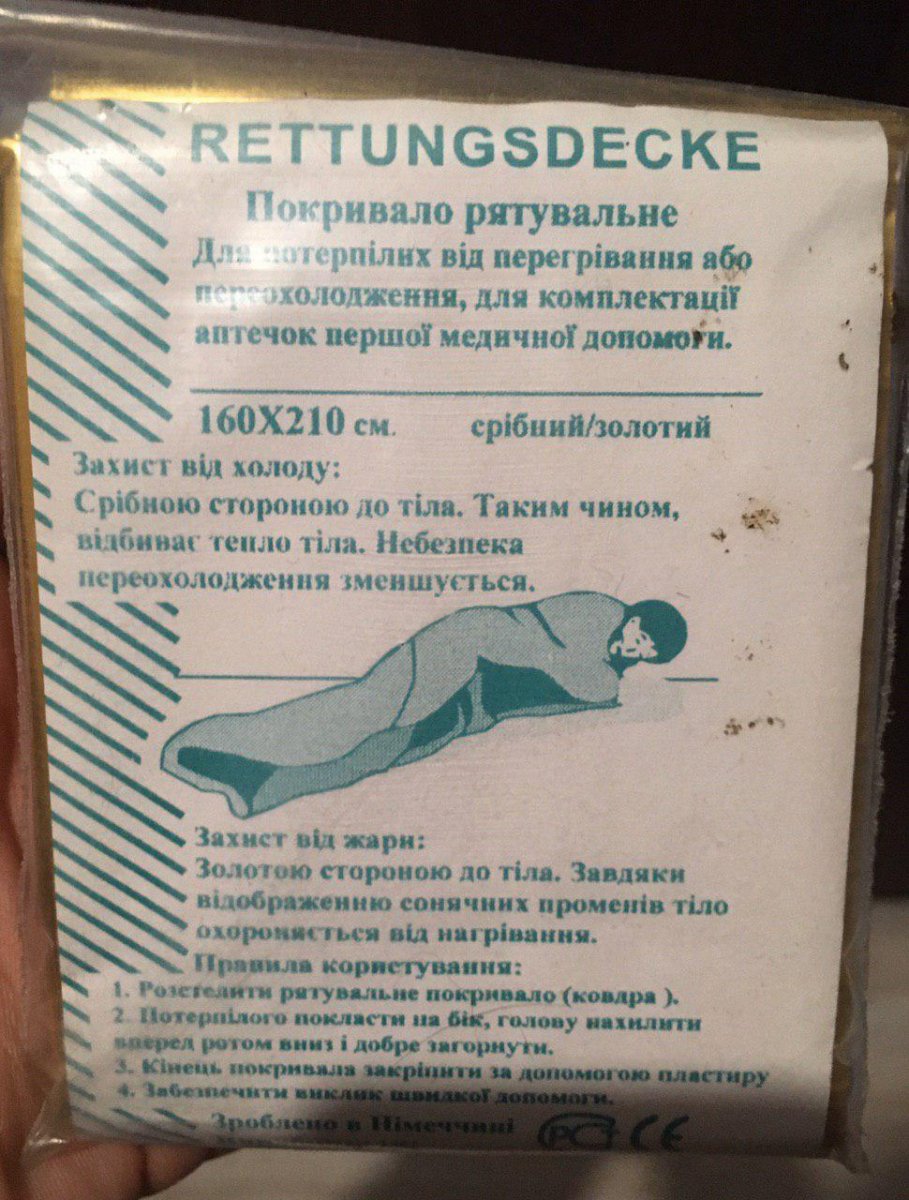 RETTUNGSDECKE
Покривало рятувальне
Для потерпілих від перегрівання або
переохолодження, для комплектації
аптечок першої медичної допомоги.
160X210 см.    срібний/золотий
Захист від холоду:
Срібною стороною до тіла. Таким чином,
відбиває тепло тіла. Небезпека
переохолодження зменшується.
Захист від жари:
Золотою стороною до тіла. Завдяки
відображенню сонячних променів тіло
охороняється від нагрівання.
Правила користування:
1. Розстелити рятувальне покривало (ковдра ).
2. Потерпілого покласти на бік, голову нахилити
вперед ротом вниз і добре загорнути.
3. Кінець покривала закріпити за допомогою пластиру
4. Забезпечити виклик швидкої допомоги.
Зроблено в Німеччині
РСТ CE